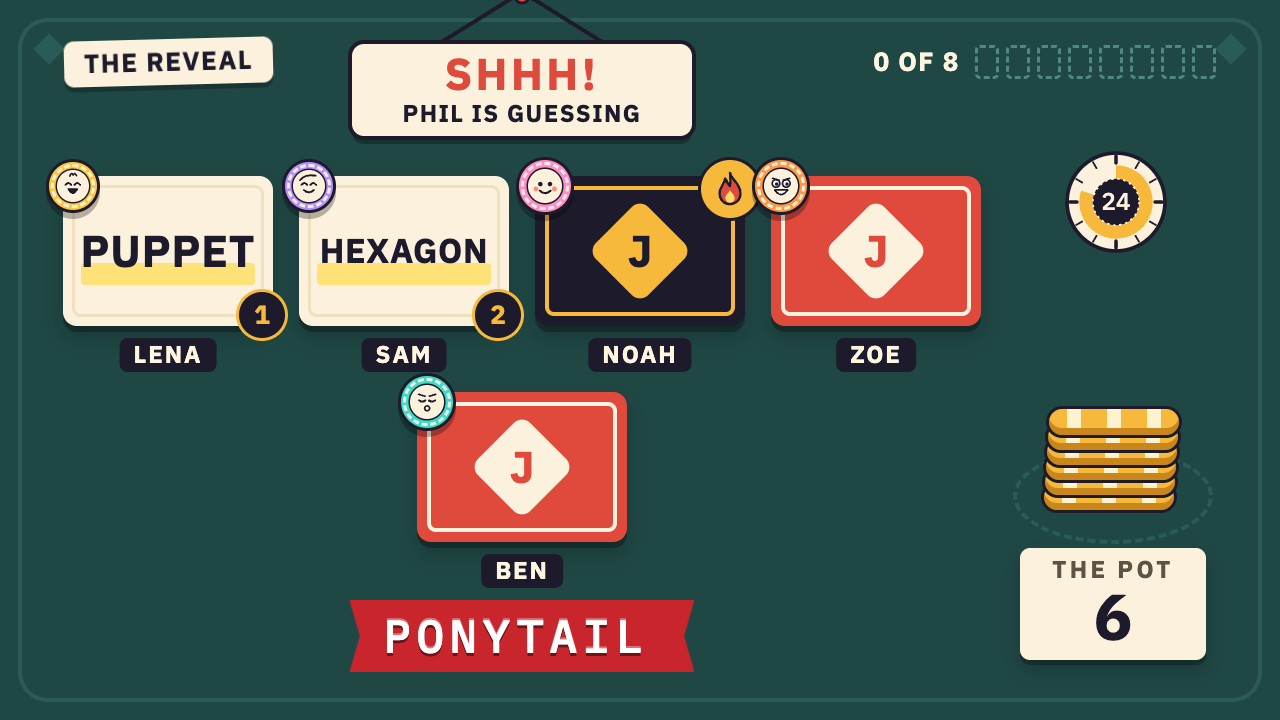 THE REVEAL
SHHH!
PHIL IS GUESSING
0 OF 8
24
PUPPET
1
HEXAGON
2
J
J
LENA
SAM
NOAH
ZOE
J
BEN
PONYTAIL
THE POT
6